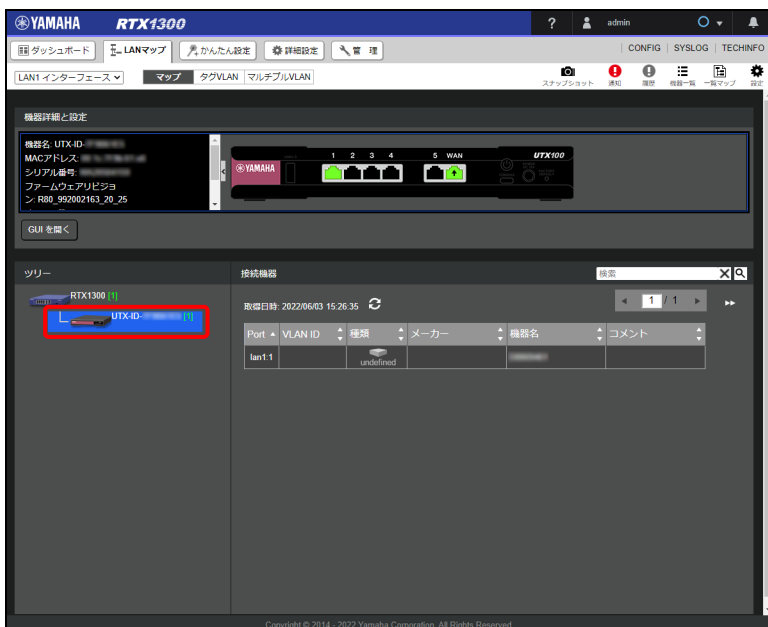 YAMAHA RTX1300 ? admin
ダッシュボード LANマップ かんたん設定 詳細設定 管 理 CONFIG SYSLOG TECHINFO
LAN1 インターフェース マップ タグVLAN マルチプルVLAN スナップショット 通知 履歴 機器一覧 一覧マップ 設定
機器詳細と設定
機器名: UTX-ID-
MACアドレス:
シリアル番号:
ファームウェアリビジョ
ン: R80_992002163_20_25
YAMAHA 1 2 3 4 5 WAN UTX100
GUI を開く
ツリー 接続機器 検索
RTX1300 [1]
UTX-ID- [1]
取得日時: 2022/06/03 15:26:35 1 / 1
Port VLAN ID 種類 メーカー 機器名 コメント
lan1:1 undefined
Copyright © 2014 - 2022 Yamaha Corporation. All Rights Reserved.